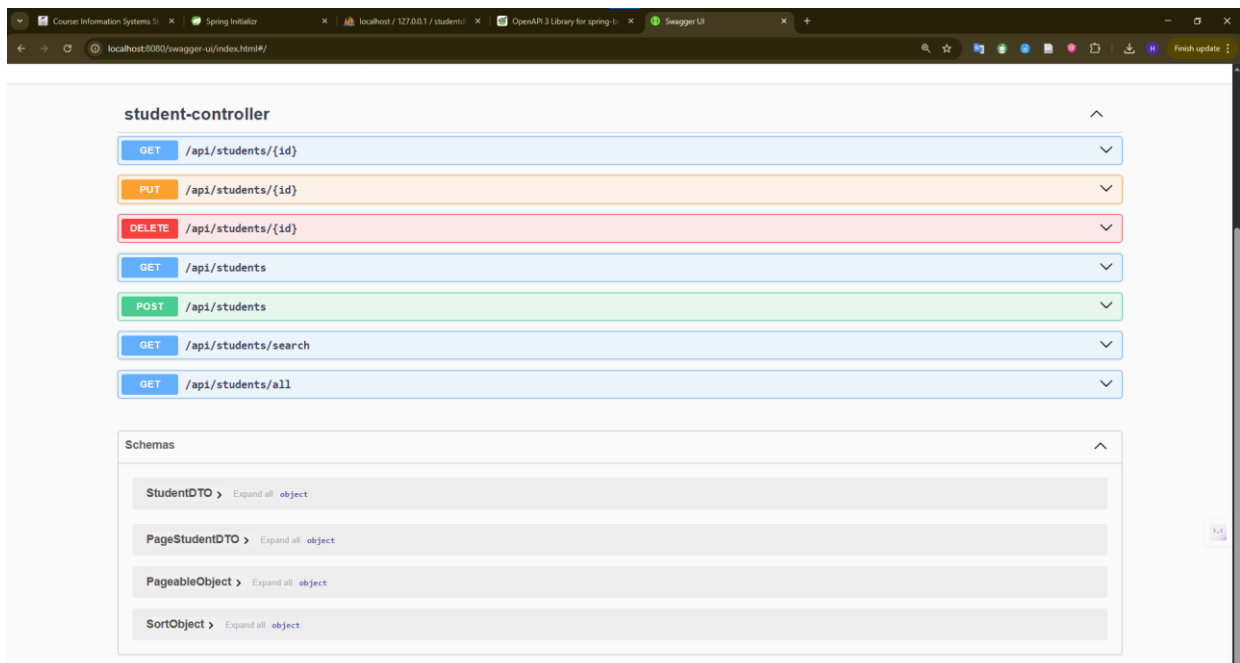 Course: Information Systems St
Spring Initializr
localhost / 127.0.0.1 / students
OpenAPI 3 Library for spring-b
Swagger UI
localhost:8080/swagger-ui/index.html#/
H
Finish update
student-controller
GET /api/students/{id}
PUT /api/students/{id}
DELETE /api/students/{id}
GET /api/students
POST /api/students
GET /api/students/search
GET /api/students/all
Schemas
StudentDTO Expand all object
PageStudentDTO Expand all object
PageableObject Expand all object
SortObject Expand all object